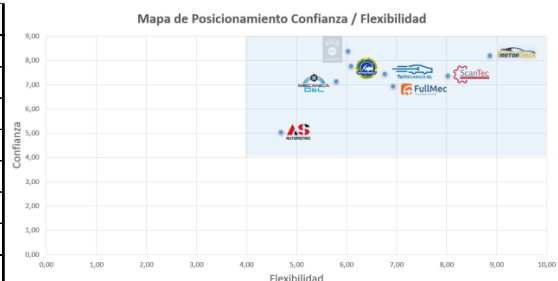 Mapa de Posicionamiento Confianza / Flexibilidad
9,00
8,00
7,00
6,00
5,00
4,00
3,00
2,00
1,00
0,00
Confianza
0,00 1,00 2,00 3,00 4,00 5,00 6,00 7,00 8,00 9,00 10,00
Flexibilidad
MECANICA
D&L
AS
AUTOMOTRIZ
FullMec
ScanTec